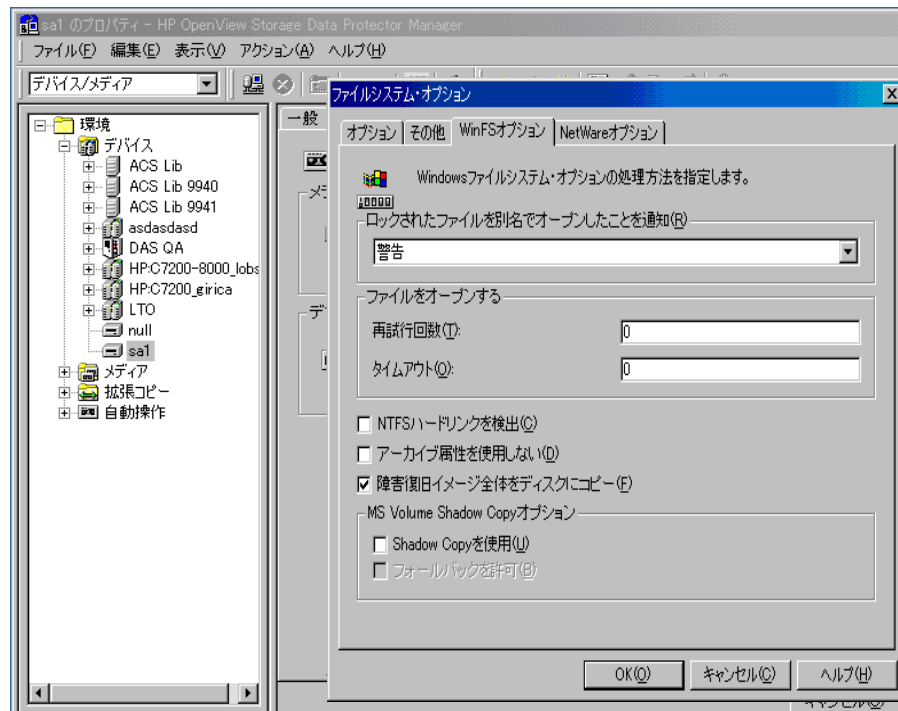 sa1 のプロパティ - HP OpenView Storage Data Protector Manager
ファイル(F) 編集(E) 表示(V) アクション(A) ヘルプ(H)
デバイス/メディア
環境
デバイス
ACS Lib
ACS Lib 9940
ACS Lib 9941
asdasdasd
DAS QA
HP:C7200-8000_lobs
HP:C7200_girica
LTO
null
sa1
メディア
拡張コピー
自動操作
一般
ファイルシステム・オプション
オプション その他 WinFSオプション NetWareオプション
Windowsファイルシステム・オプションの処理方法を指定します。
ロックされたファイルを別名でオープンしたことを通知(R)
警告
ファイルをオープンする
再試行回数(T): 0
タイムアウト(O): 0
NTFSハードリンクを検出(C)
アーカイブ属性を使用しない(D)
障害復旧イメージ全体をディスクにコピー(F)
MS Volume Shadow Copyオプション
Shadow Copyを使用(U)
フォールバックを許可(B)
OK(O) キャンセル(C) ヘルプ(H)